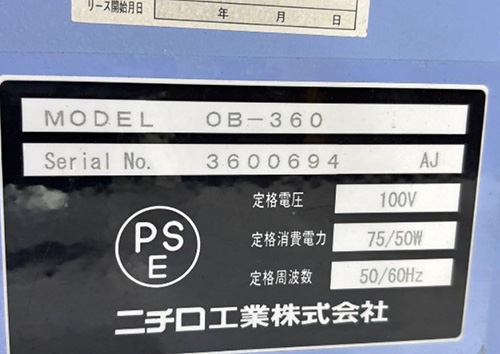 リース開始月日
年 月 日
MODEL OB-360
Serial No. 3600694 AJ
定格電圧 100V
定格消費電力 75/50W
定格周波数 50/60Hz
PS
E
ニチロ工業株式会社